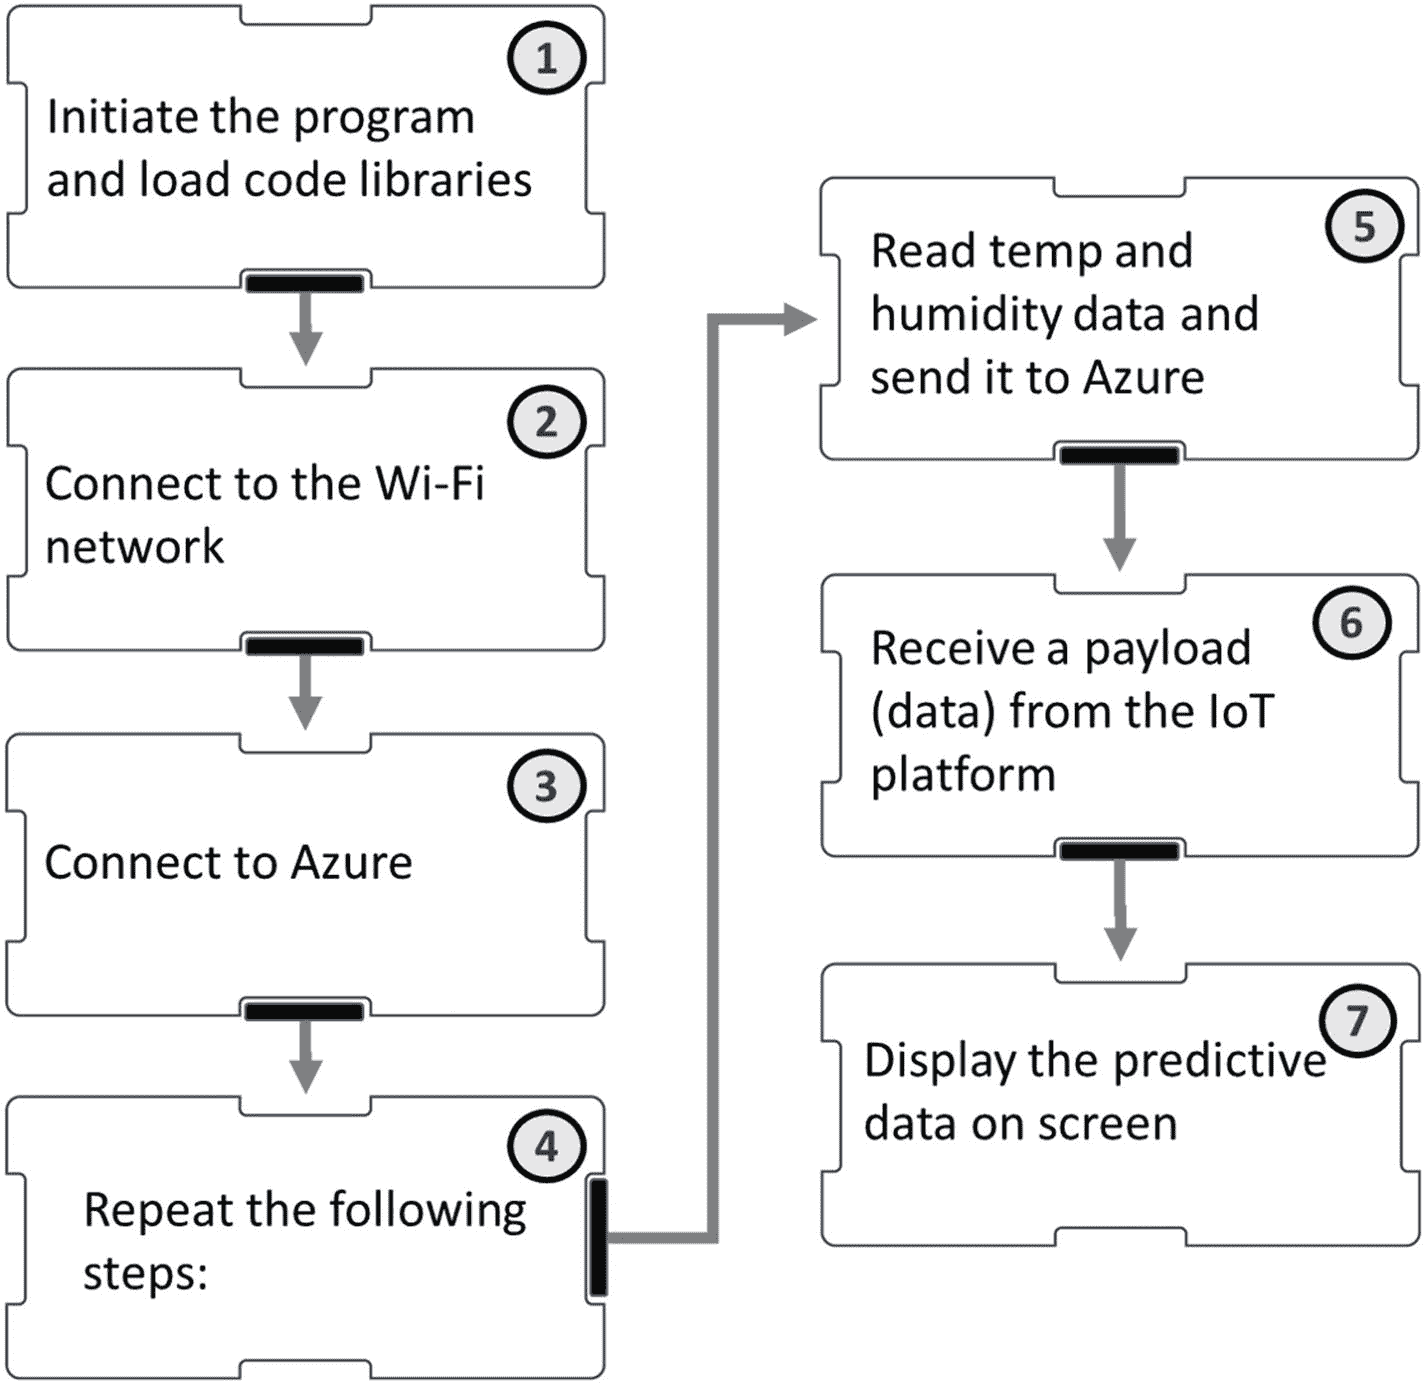 1
Initiate the program
and load code libraries
2
Connect to the Wi-Fi
network
3
Connect to Azure
4
Repeat the following
steps:
5
Read temp and
humidity data and
send it to Azure
6
Receive a payload
(data) from the IoT
platform
7
Display the predictive
data on screen